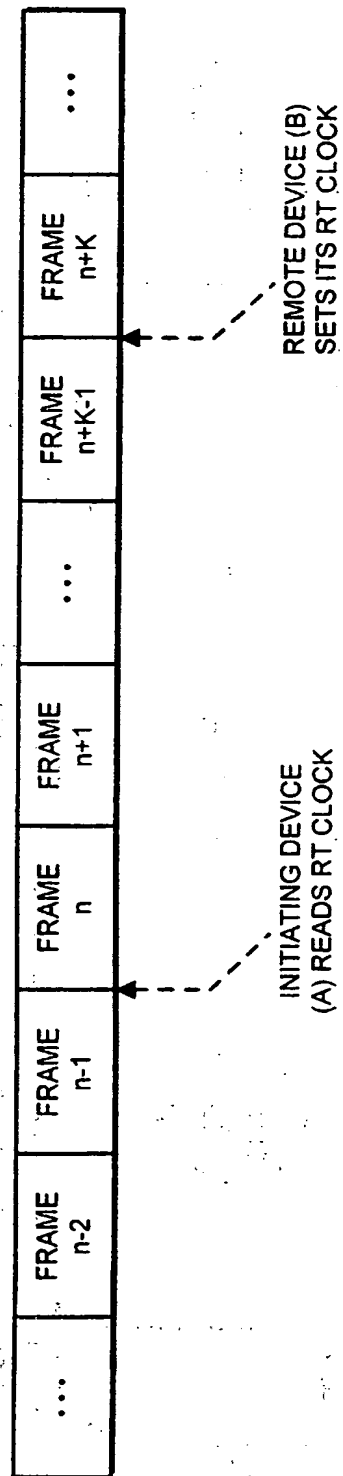 ...
FRAME
n-2
FRAME
n-1
FRAME
n
FRAME
n+1
...
FRAME
n+K-1
FRAME
n+K
...
INITIATING DEVICE
(A) READS RT CLOCK
REMOTE DEVICE (B)
SETS ITS RT CLOCK